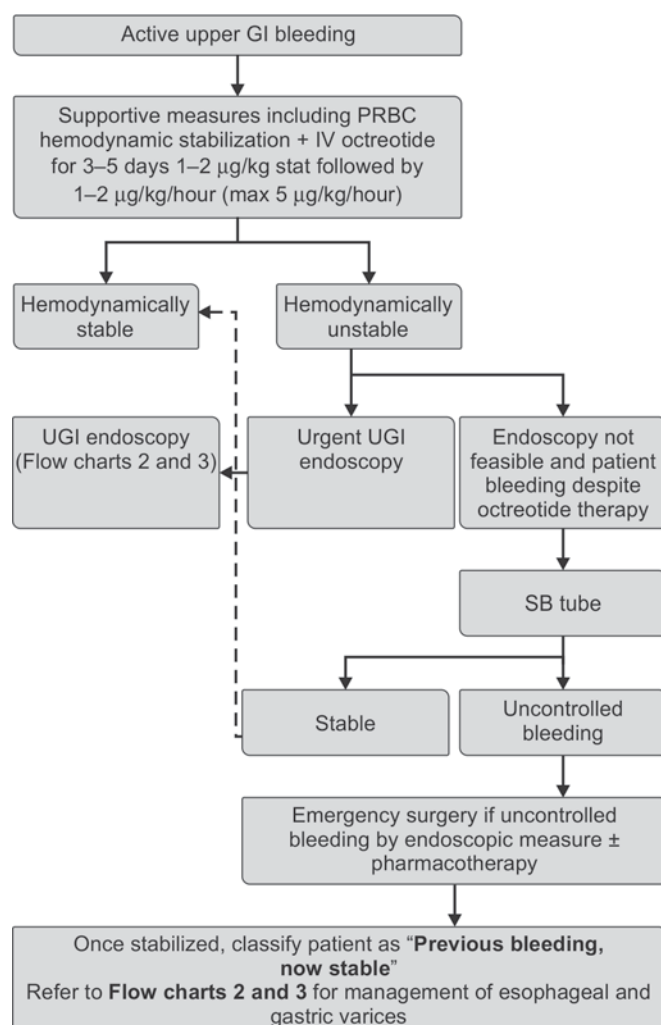 Active upper GI bleeding
Supportive measures including PRBC
hemodynamic stabilization + IV octreotide
for 3–5 days 1–2 μg/kg stat followed by
1–2 μg/kg/hour (max 5 μg/kg/hour)
Hemodynamically
stable
Hemodynamically
unstable
UGI endoscopy
(Flow charts 2 and 3)
Urgent UGI
endoscopy
Endoscopy not
feasible and patient
bleeding despite
octreotide therapy
SB tube
Stable
Uncontrolled
bleeding
Emergency surgery if uncontrolled
bleeding by endoscopic measure ±
pharmacotherapy
Once stabilized, classify patient as “Previous bleeding,
now stable”
Refer to Flow charts 2 and 3 for management of esophageal and
gastric varices